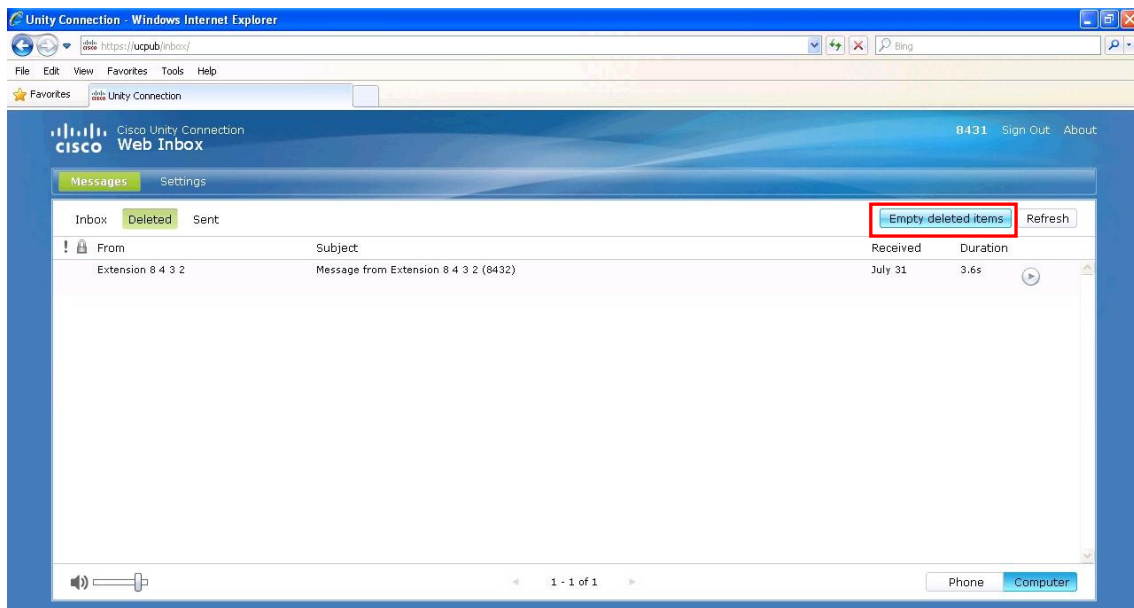 Unity Connection - Windows Internet Explorer
https://ucpub/inbox/
Bing
File Edit View Favorites Tools Help
Favorites Unity Connection
Cisco Unity Connection 8431 Sign Out About
CISCO Web Inbox
Messages Settings
Inbox Deleted Sent Empty deleted items Refresh
! From Subject Received Duration
Extension 8 4 3 2 Message from Extension 8 4 3 2 (8432) July 31 3.6s
1 - 1 of 1 Phone Computer